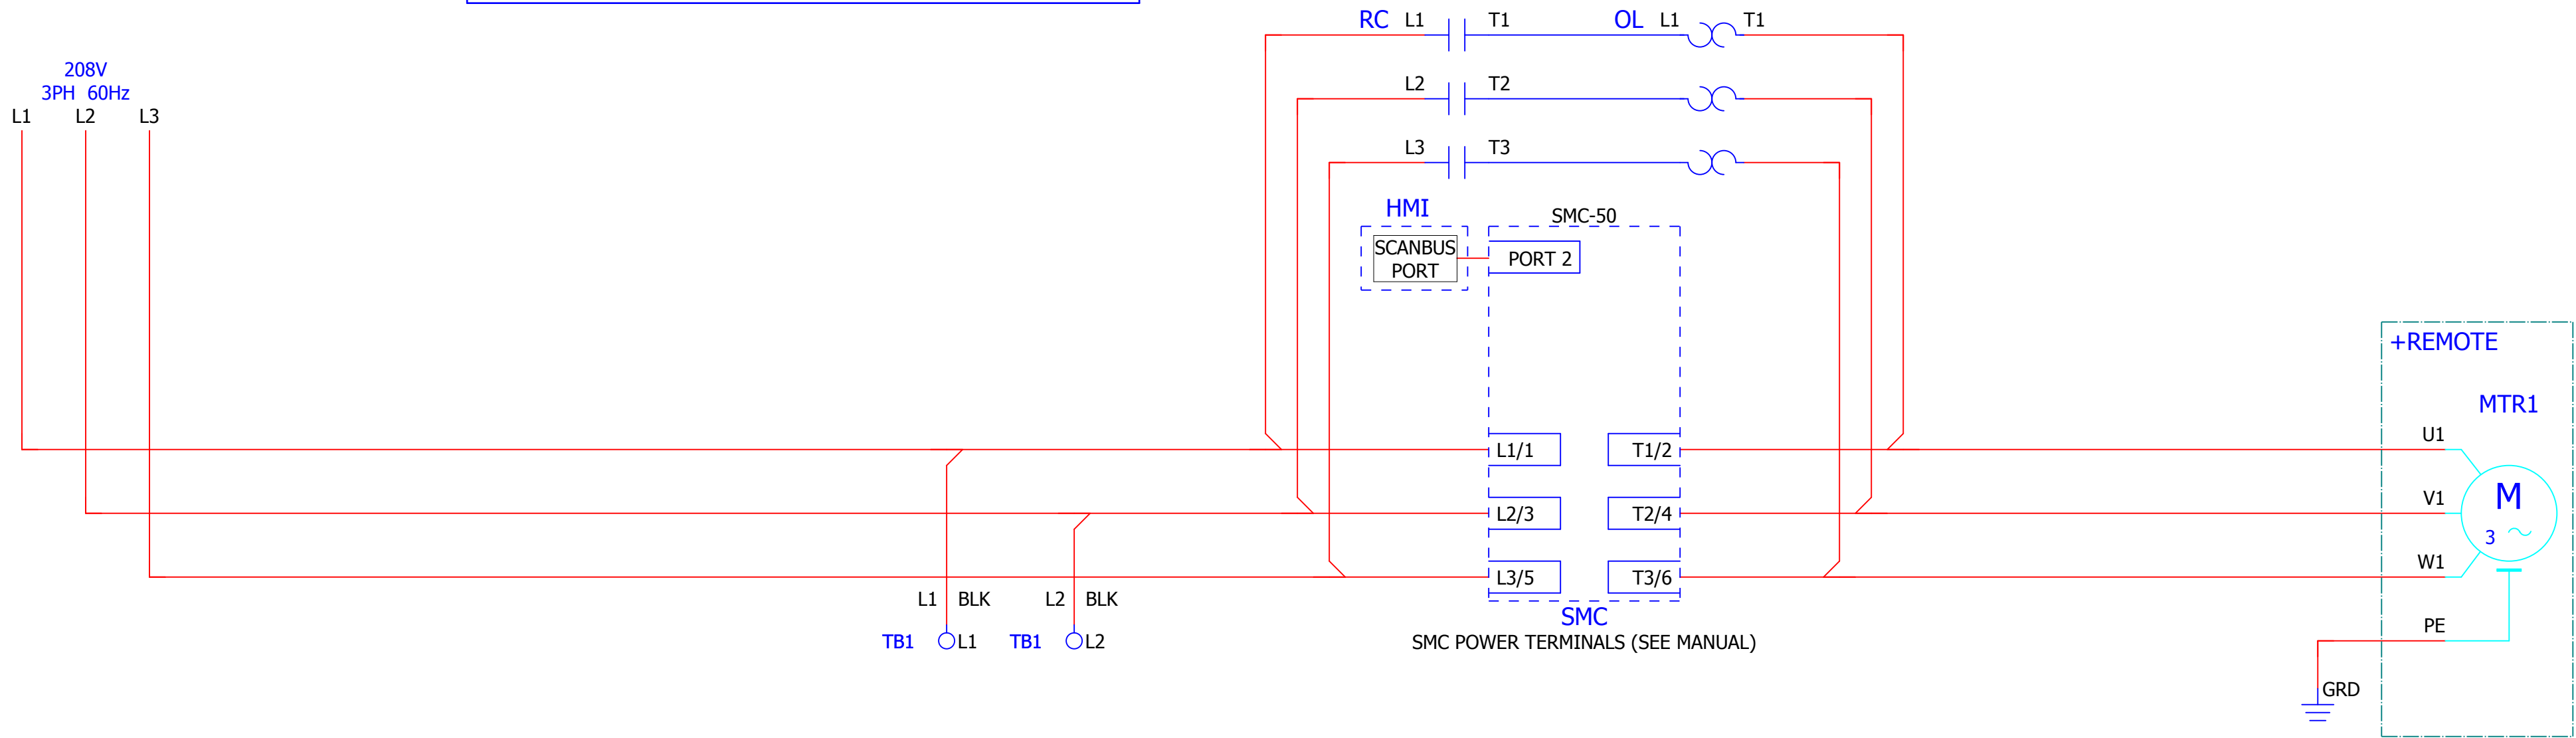 RC L1 T1 OL L1 T1
208V
3PH 60Hz
L1 L2 L3
L2 T2
L3 T3
HMI
SCANBUS
PORT
SMC-50
PORT 2
+REMOTE
MTR1
L1/1 T1/2
L2/3 T2/4
L3/5 T3/6
U1
V1
W1
M
3
PE
GRD
L1 BLK L2 BLK
TB1 L1 TB1 L2
SMC
SMC POWER TERMINALS (SEE MANUAL)